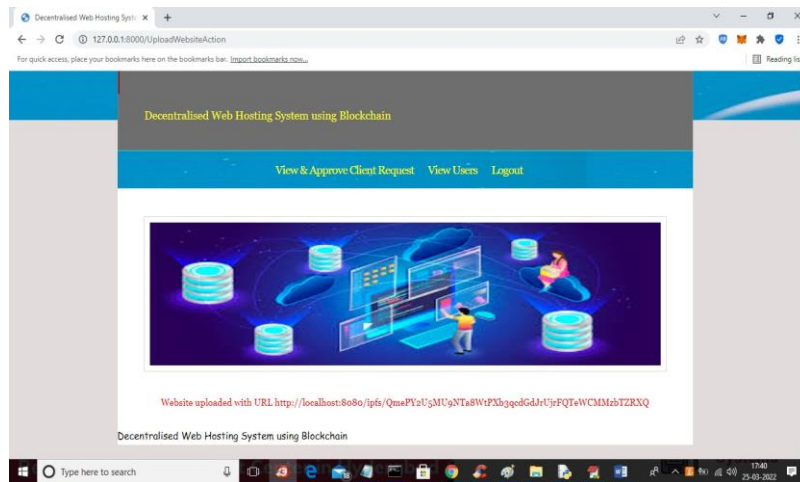 Decentralised Web Hosting Syst
127.0.0.1:8000/UploadWebsiteAction
For quick access, place your bookmarks here on the bookmarks bar. Import bookmarks now...
Reading lis
Decentralised Web Hosting System using Blockchain
View & Approve Client Request View Users Logout
Website uploaded with URL http://localhost:8080/ipfs/QmePY2U5MU9NTa8WtPXb3qcdGdJrUjrFQTeWCMMzbTZRXQ
Decentralised Web Hosting System using Blockchain
Type here to search
17:40
25-03-2022